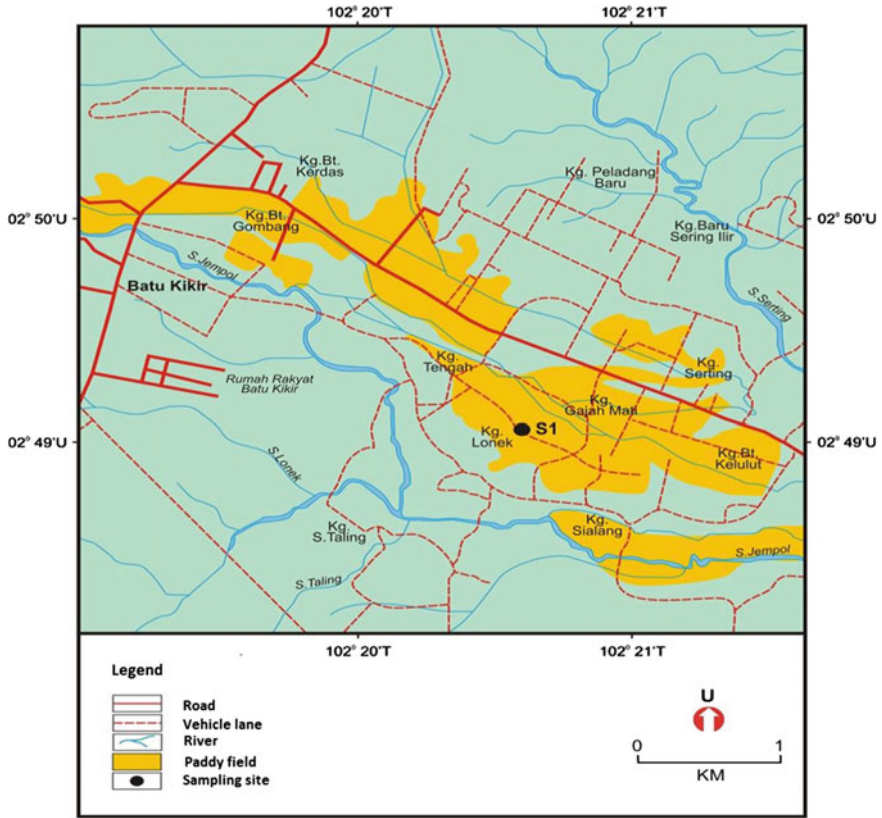 102° 20'T
102° 21'T
Kg.Bt.
Kerdas
Kg. Peladang
Baru
02° 50'U
Kg.Bt.
Gombang
Kg.Baru
Sering Ilir
02° 50'U
S.Jempol
Batu Kikir
S.Serting
Kg.
Tengah
Kg.
Serting
Rumah Rakyat
Batu Kikir
Kg.
Gajah Mati
02° 49'U
Kg.
Lonek
S1
Kg.Bt.
Kelulut
02° 49'U
S.Lonek
Kg.
S.Taling
Kg.
Sialang
S.Jempol
S.Taling
102° 20'T
102° 21'T
Legend
Road
Vehicle lane
River
Paddy field
Sampling site
U
0
1
KM